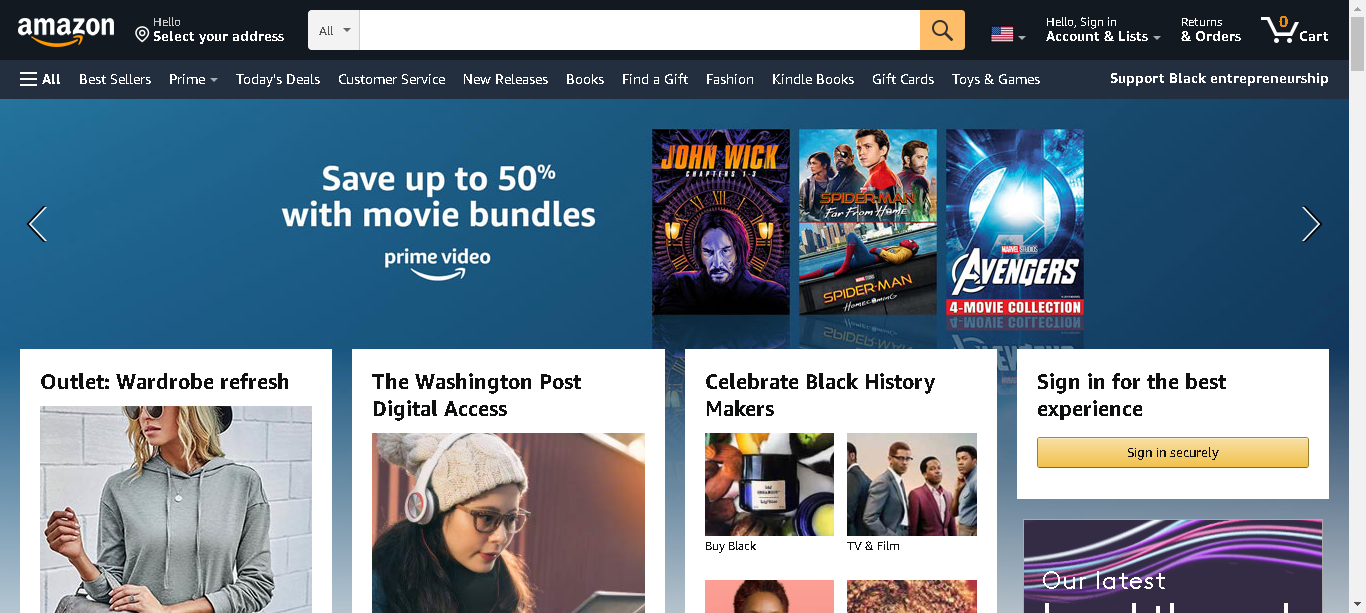 amazon
Hello
Select your address
All
Hello, Sign in
Account & Lists
Returns
& Orders
0
Cart
All
Best Sellers
Prime
Today's Deals
Customer Service
New Releases
Books
Find a Gift
Fashion
Kindle Books
Gift Cards
Toys & Games
Support Black entrepreneurship
Save up to 50%
with movie bundles
prime video
JOHN WICK
CHAPTERS 1-3
SPIDER-MAN
Far From Home
SPIDER-MAN
HOMECOMING
MARVEL STUDIOS
AVENGERS
4-MOVIE COLLECTION
Outlet: Wardrobe refresh
The Washington Post
Digital Access
Celebrate Black History
Makers
Buy Black
TV & Film
Sign in for the best
experience
Sign in securely
Our latest